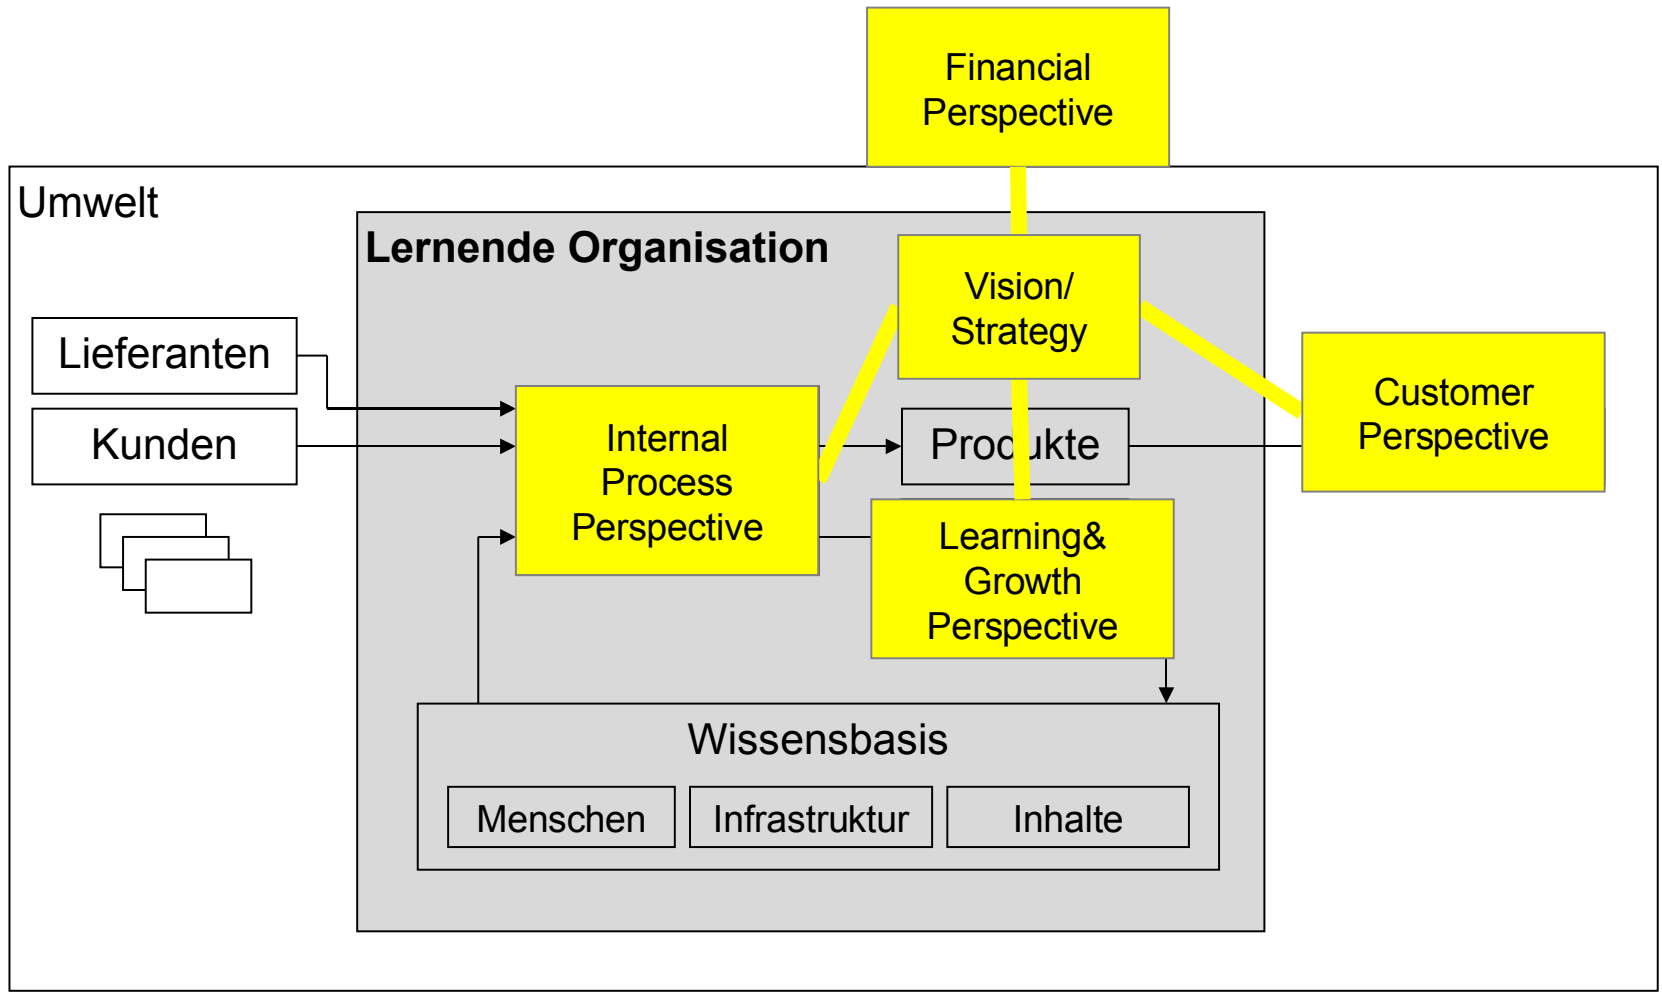 Financial
Perspective
Umwelt
Lernende Organisation
Vision/
Strategy
Lieferanten
Kunden
Internal
Process
Perspective
Produkte
Customer
Perspective
Learning&
Growth
Perspective
Wissensbasis
Menschen
Infrastruktur
Inhalte